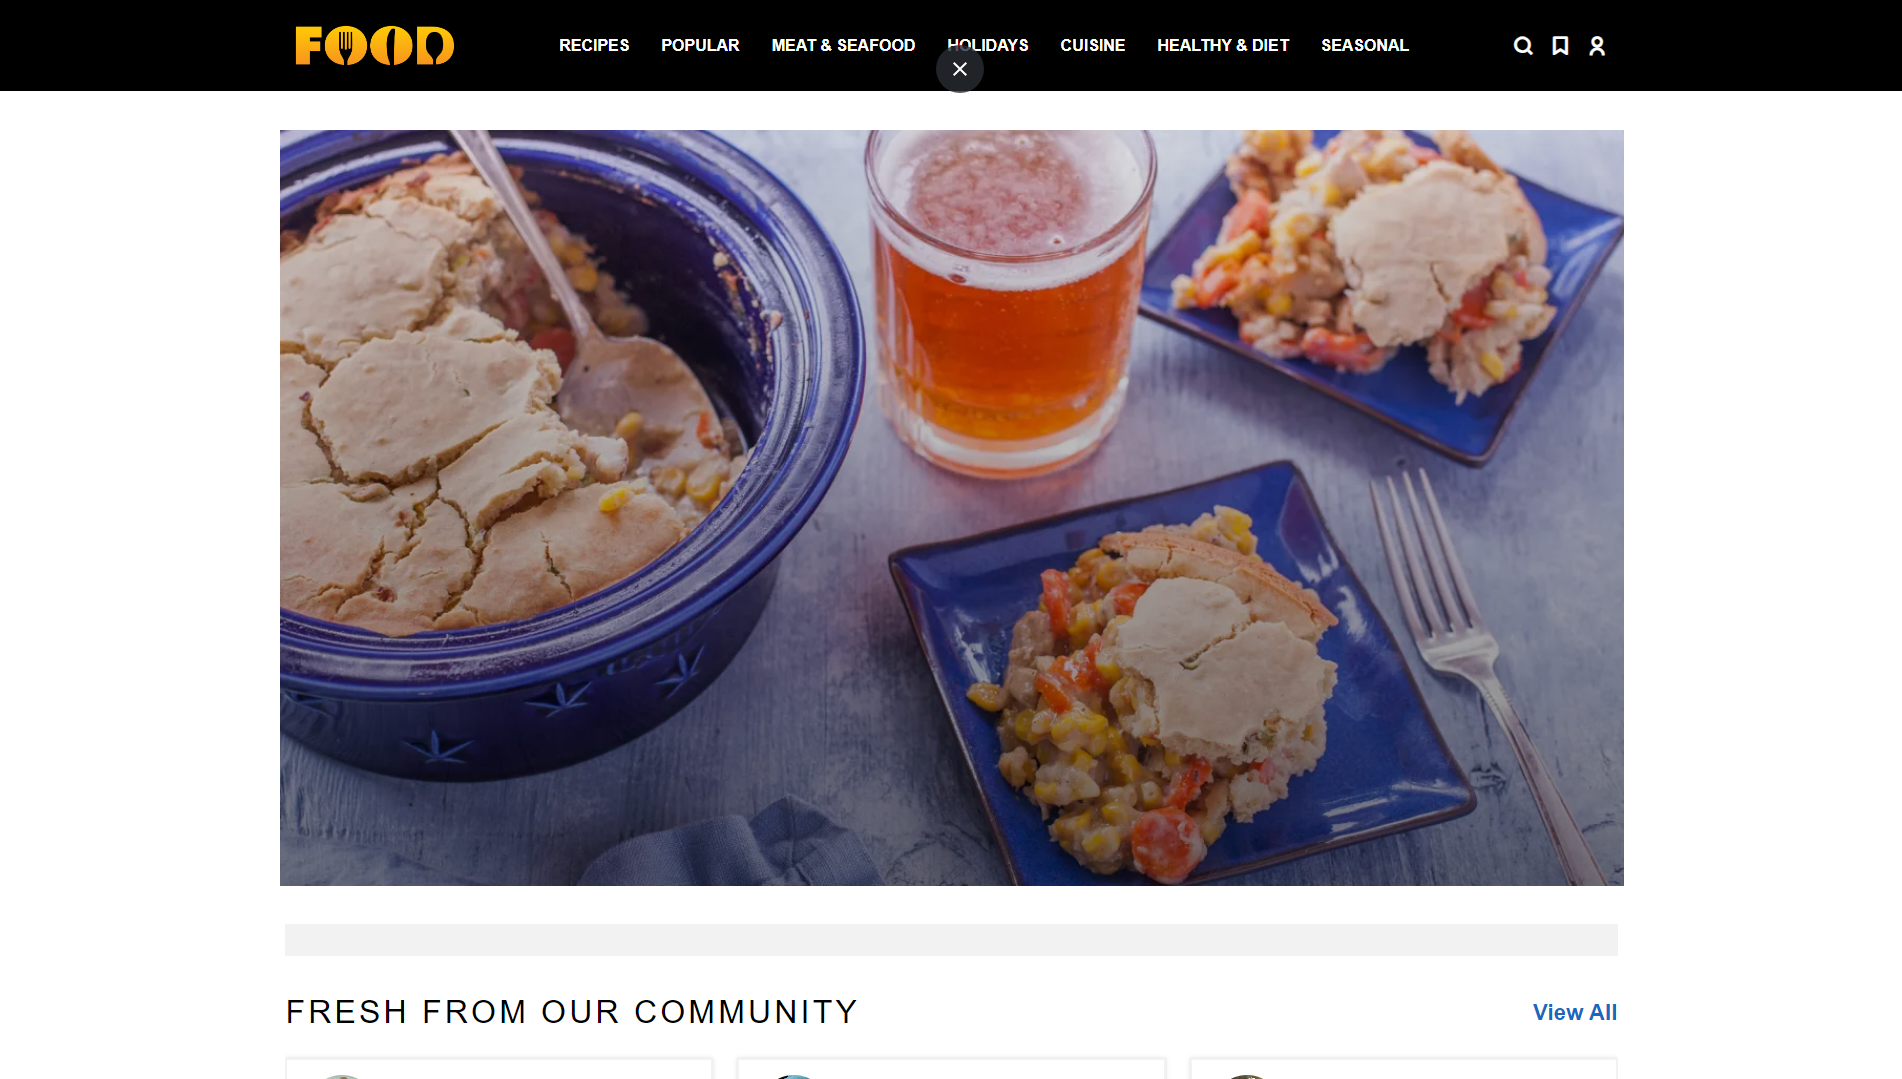 FOOD
RECIPES POPULAR MEAT & SEAFOOD HOLIDAYS CUISINE HEALTHY & DIET SEASONAL
FRESH FROM OUR COMMUNITY
View All